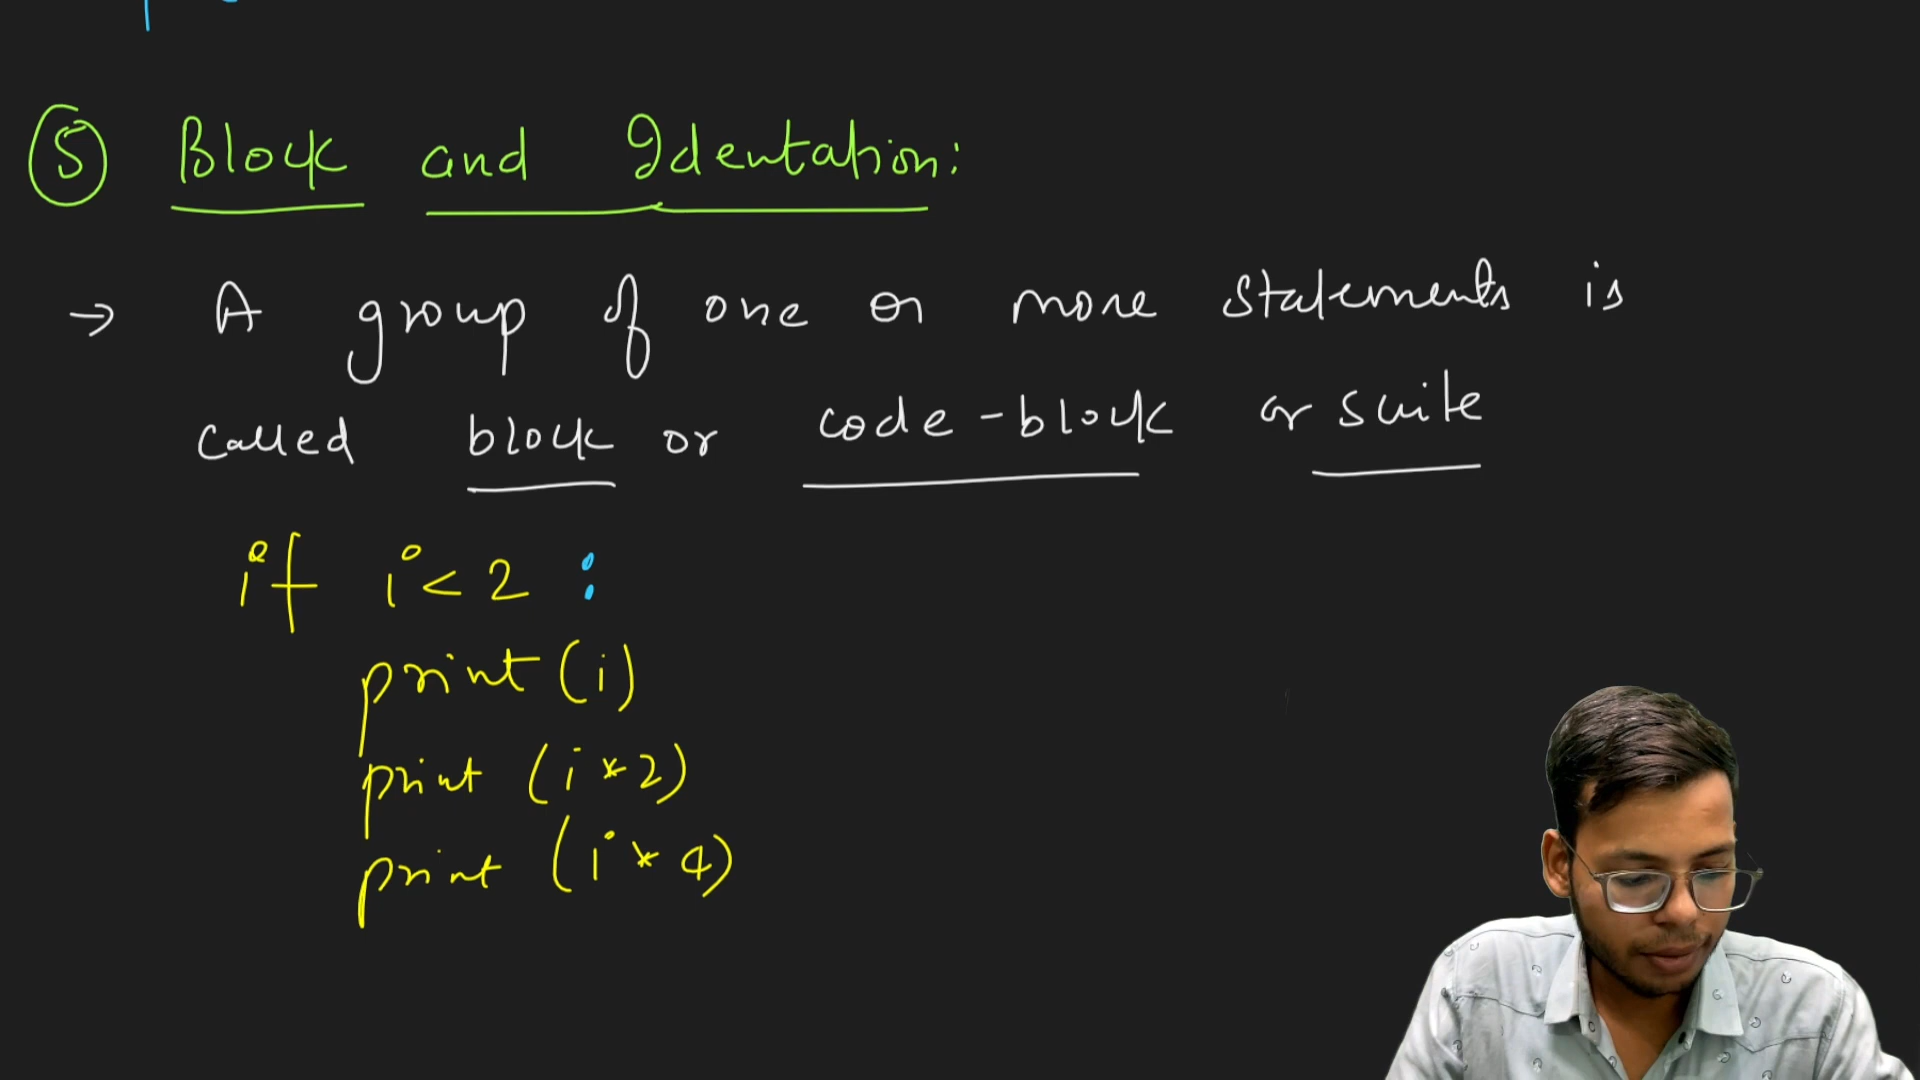 5 Block and Identation:
→ A group of one or more statements is
called block or code-block or suite
if i < 2 :
print (i)
print (i * 2)
print (i * 4)